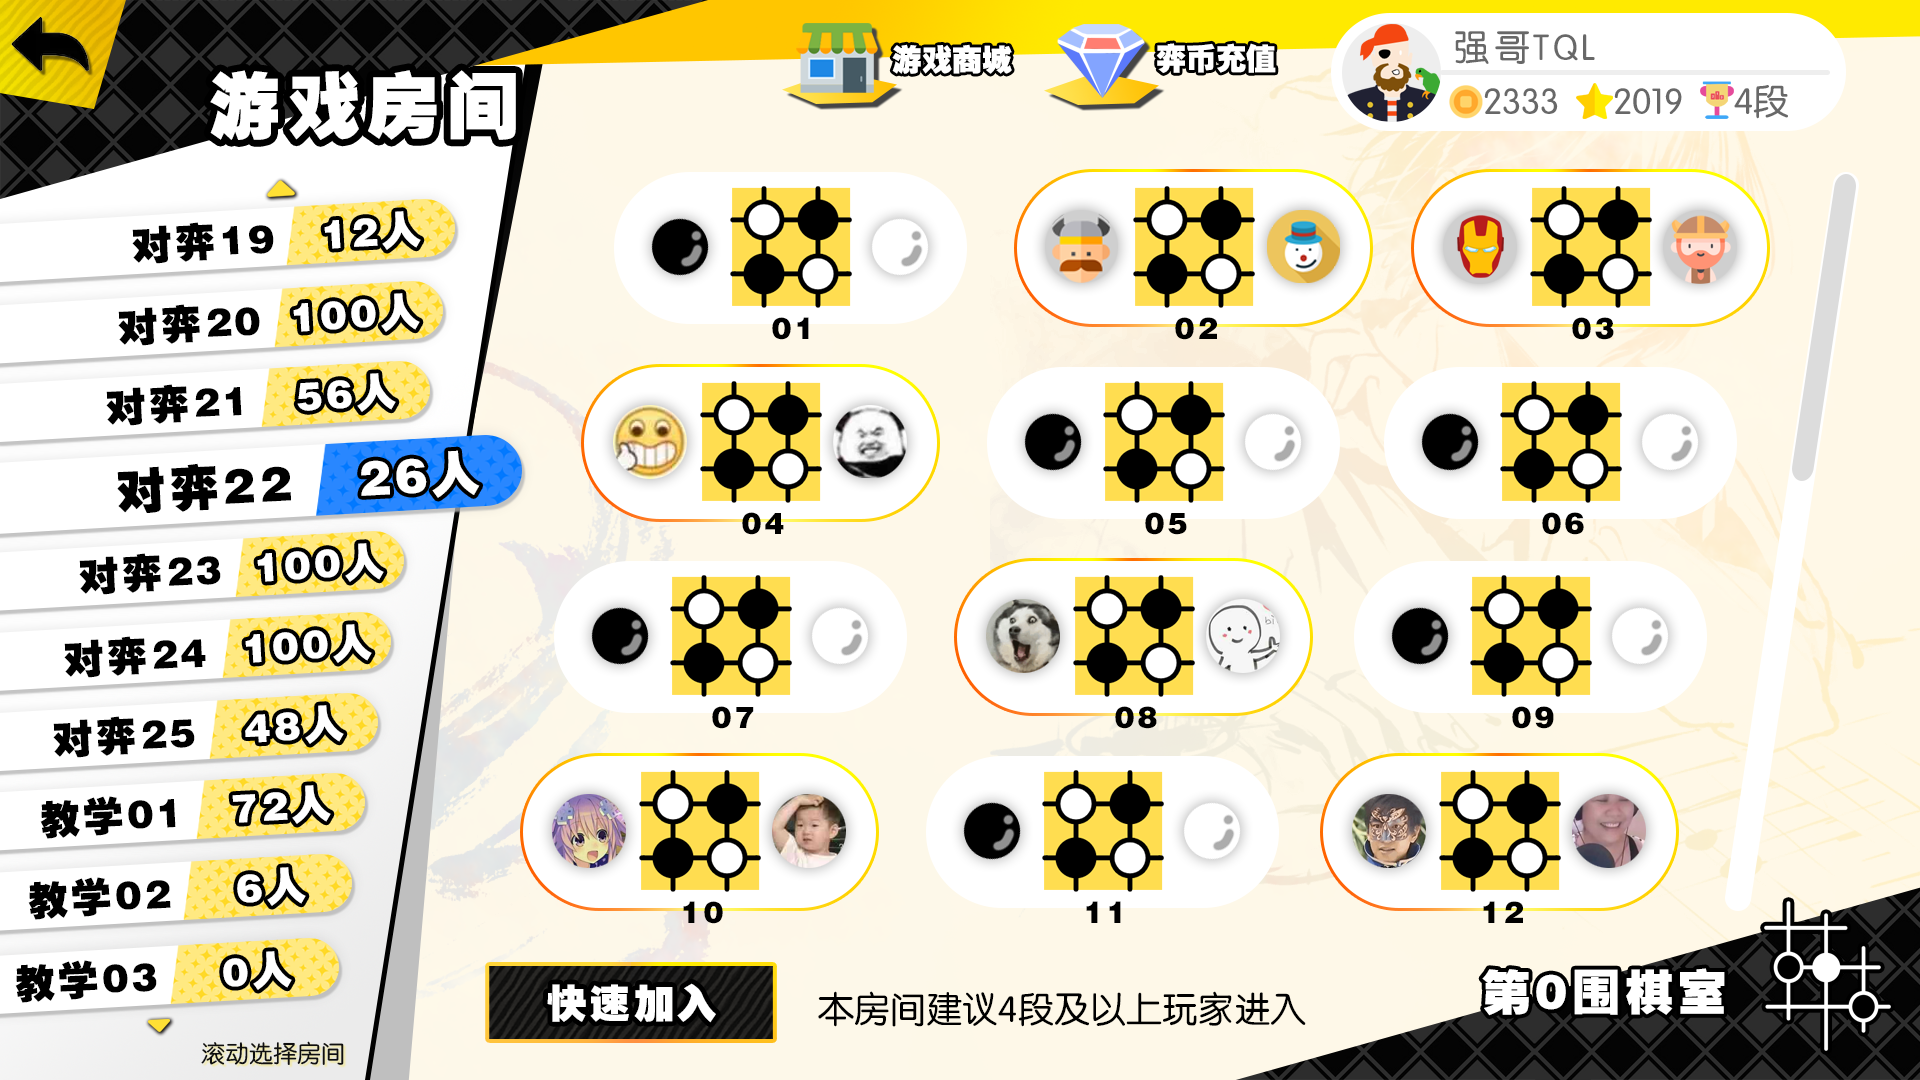 游戏房间
游戏商城
弈币充值
强哥TQL
2333 2019 4段
对弈19 12人
对弈20 100人
对弈21 56人
对弈22 26人
对弈23 100人
对弈24 100人
对弈25 48人
教学01 72人
教学02 6人
教学03 0人
滚动选择房间
01 02 03
04 05 06
07 08 09
10 11 12
快速加入
本房间建议4段及以上玩家进入
第0围棋室